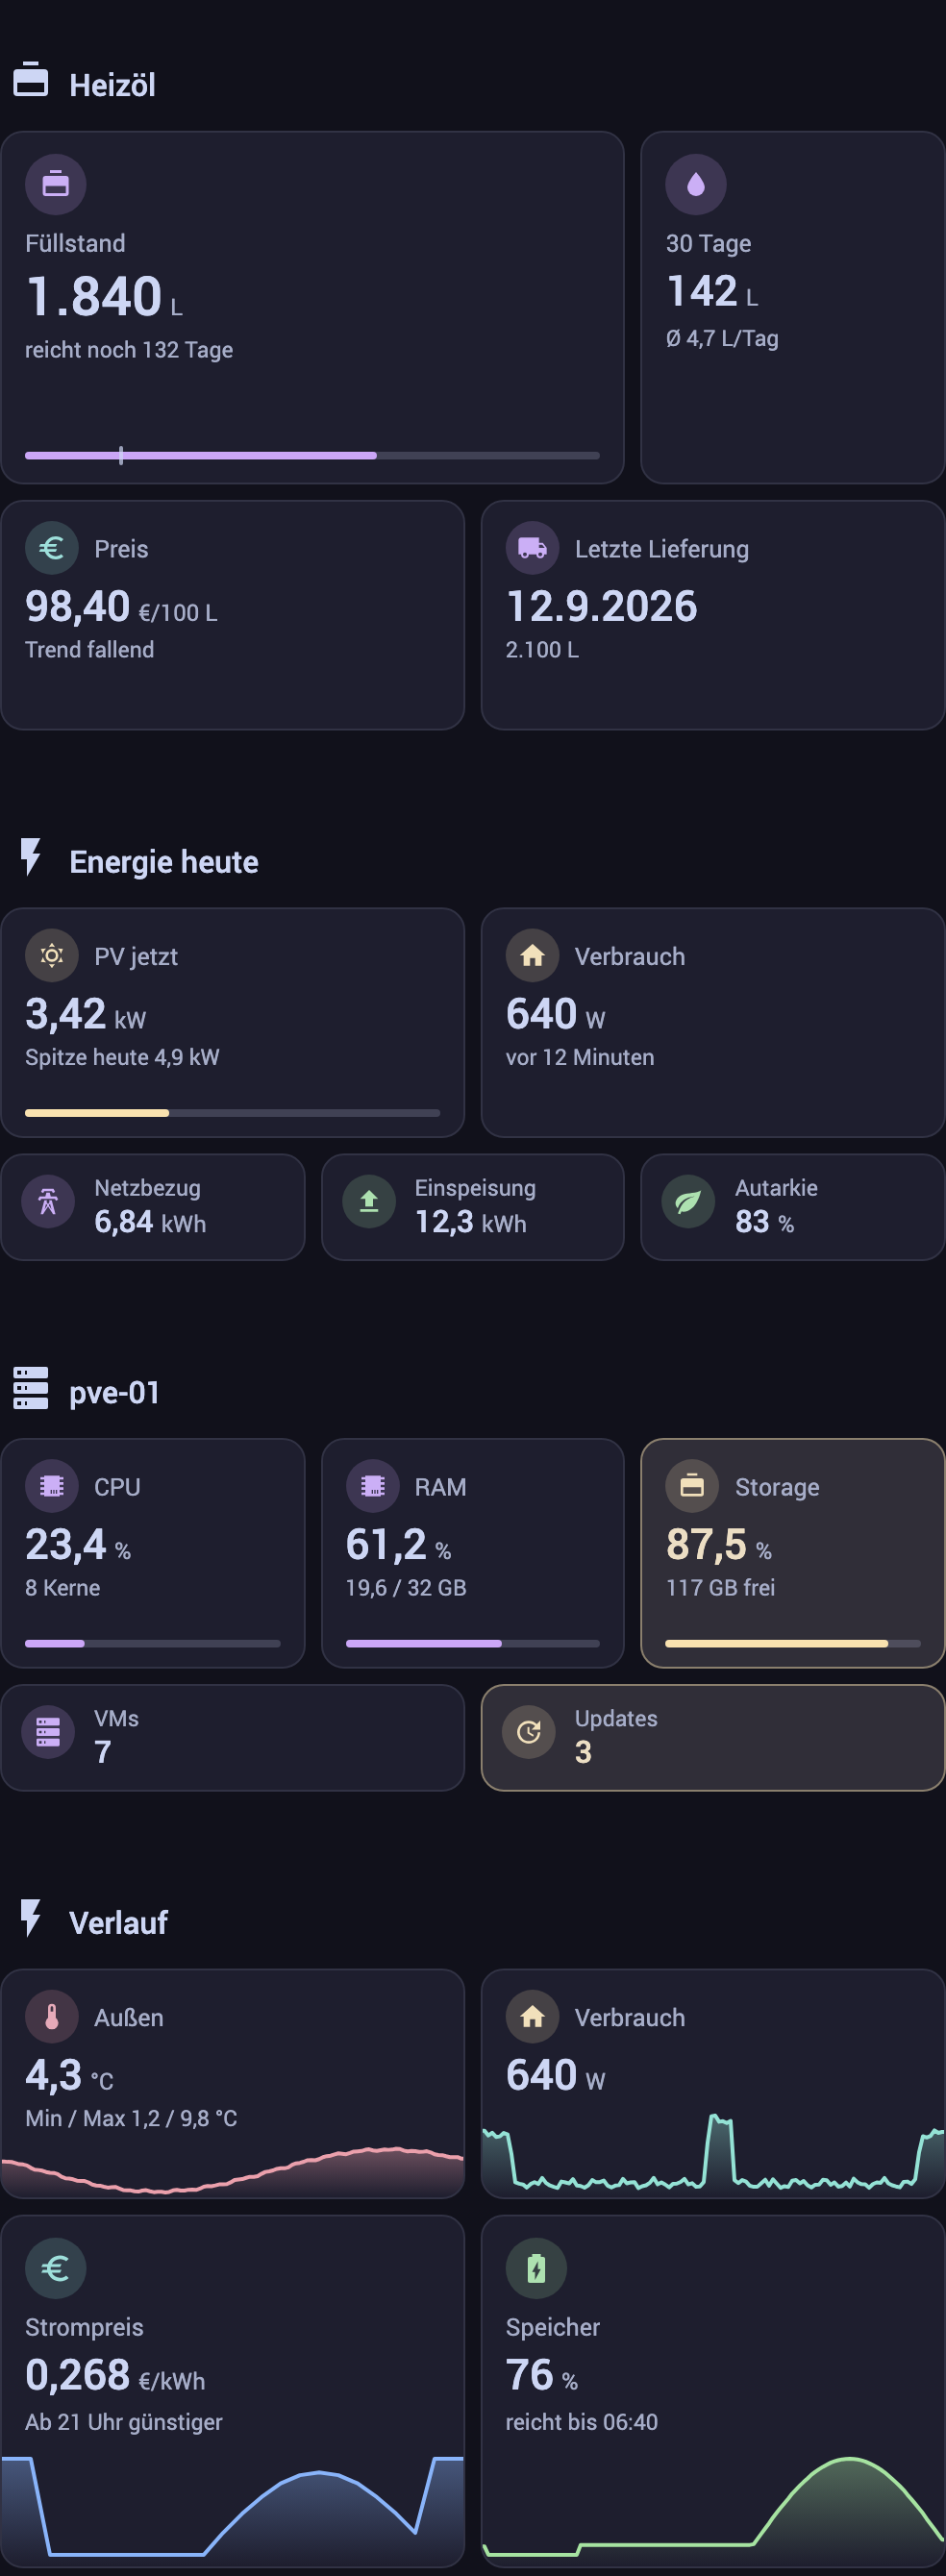 Heizöl
Füllstand
1.840 L
reicht noch 132 Tage
30 Tage
142 L
Ø 4,7 L/Tag
Preis
98,40 €/100 L
Trend fallend
Letzte Lieferung
12.9.2026
2.100 L
Energie heute
PV jetzt
3,42 kW
Spitze heute 4,9 kW
Verbrauch
640 W
vor 12 Minuten
Netzbezug
6,84 kWh
Einspeisung
12,3 kWh
Autarkie
83 %
pve-01
CPU
23,4 %
8 Kerne
RAM
61,2 %
19,6 / 32 GB
Storage
87,5 %
117 GB frei
VMs
7
Updates
3
Verlauf
Außen
4,3 °C
Min / Max 1,2 / 9,8 °C
Verbrauch
640 W
Strompreis
0,268 €/kWh
Ab 21 Uhr günstiger
Speicher
76 %
reicht bis 06:40